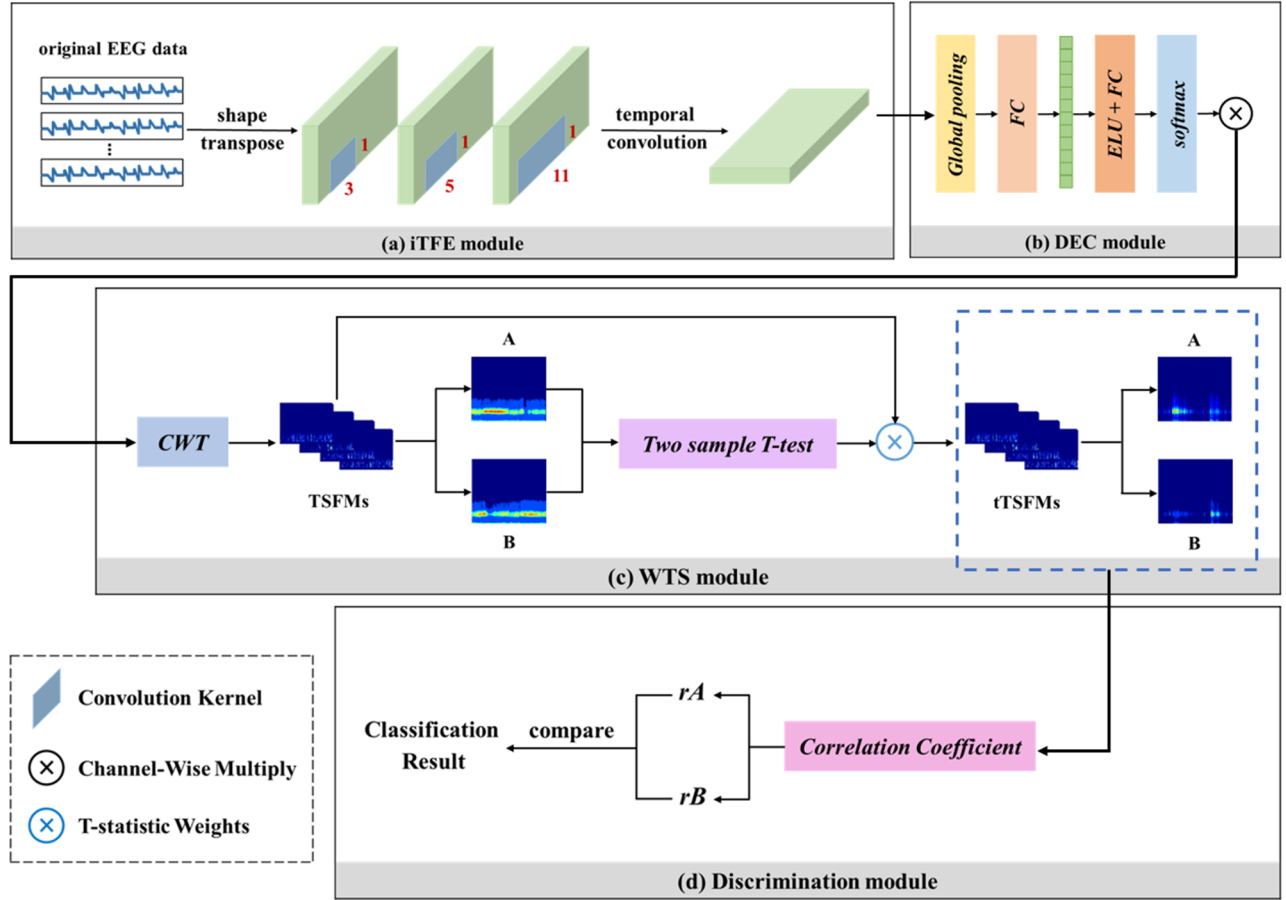 original EEG data
shape
transpose
1
3
1
5
1
11
temporal
convolution
(a) iTFE module
Global pooling
FC
ELU + FC
softmax
(b) DEC module
CWT
TSFMs
A
B
Two sample T-test
tTSFMs
A
B
(c) WTS module
Convolution Kernel
Channel-Wise Multiply
T-statistic Weights
Classification
Result
compare
rA
rB
Correlation Coefficient
(d) Discrimination module